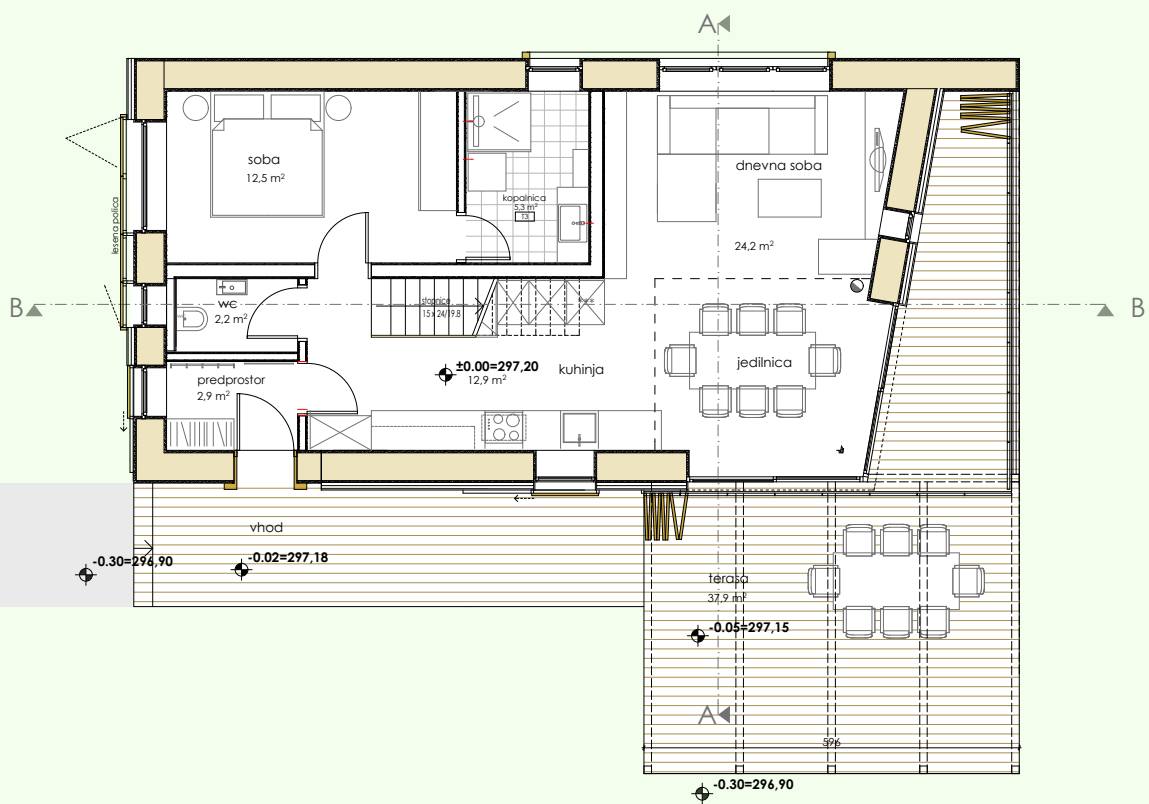 A
soba
12,5 m²
dnevna soba
lesena polica
kopalnica
5,3 m²
T3
24,2 m²
B
wc
2,2 m²
stopnice
15 x 24/19.8
B
±0.00=297,20
12,9 m²
kuhinja
jedilnica
predprostor
2,9 m²
vhod
-0.30=296,90
-0.02=297,18
terasa
37,9 m²
-0.05=297,15
A
596
-0.30=296,90